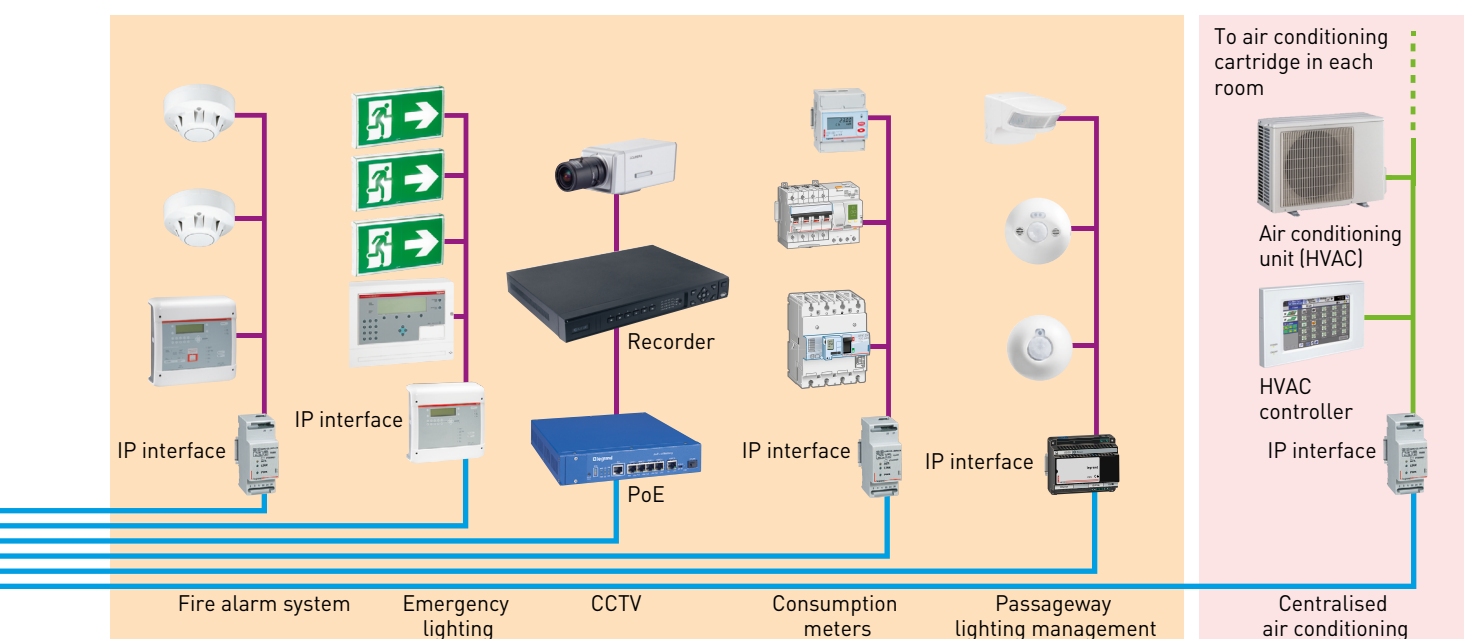 To air conditioning
cartridge in each
room
Air conditioning
unit (HVAC)
Recorder
HVAC
controller
IP interface
IP interface
IP interface
IP interface
IP interface
PoE
Fire alarm system
Emergency
lighting
CCTV
Consumption
meters
Passageway
lighting management
Centralised
air conditioning